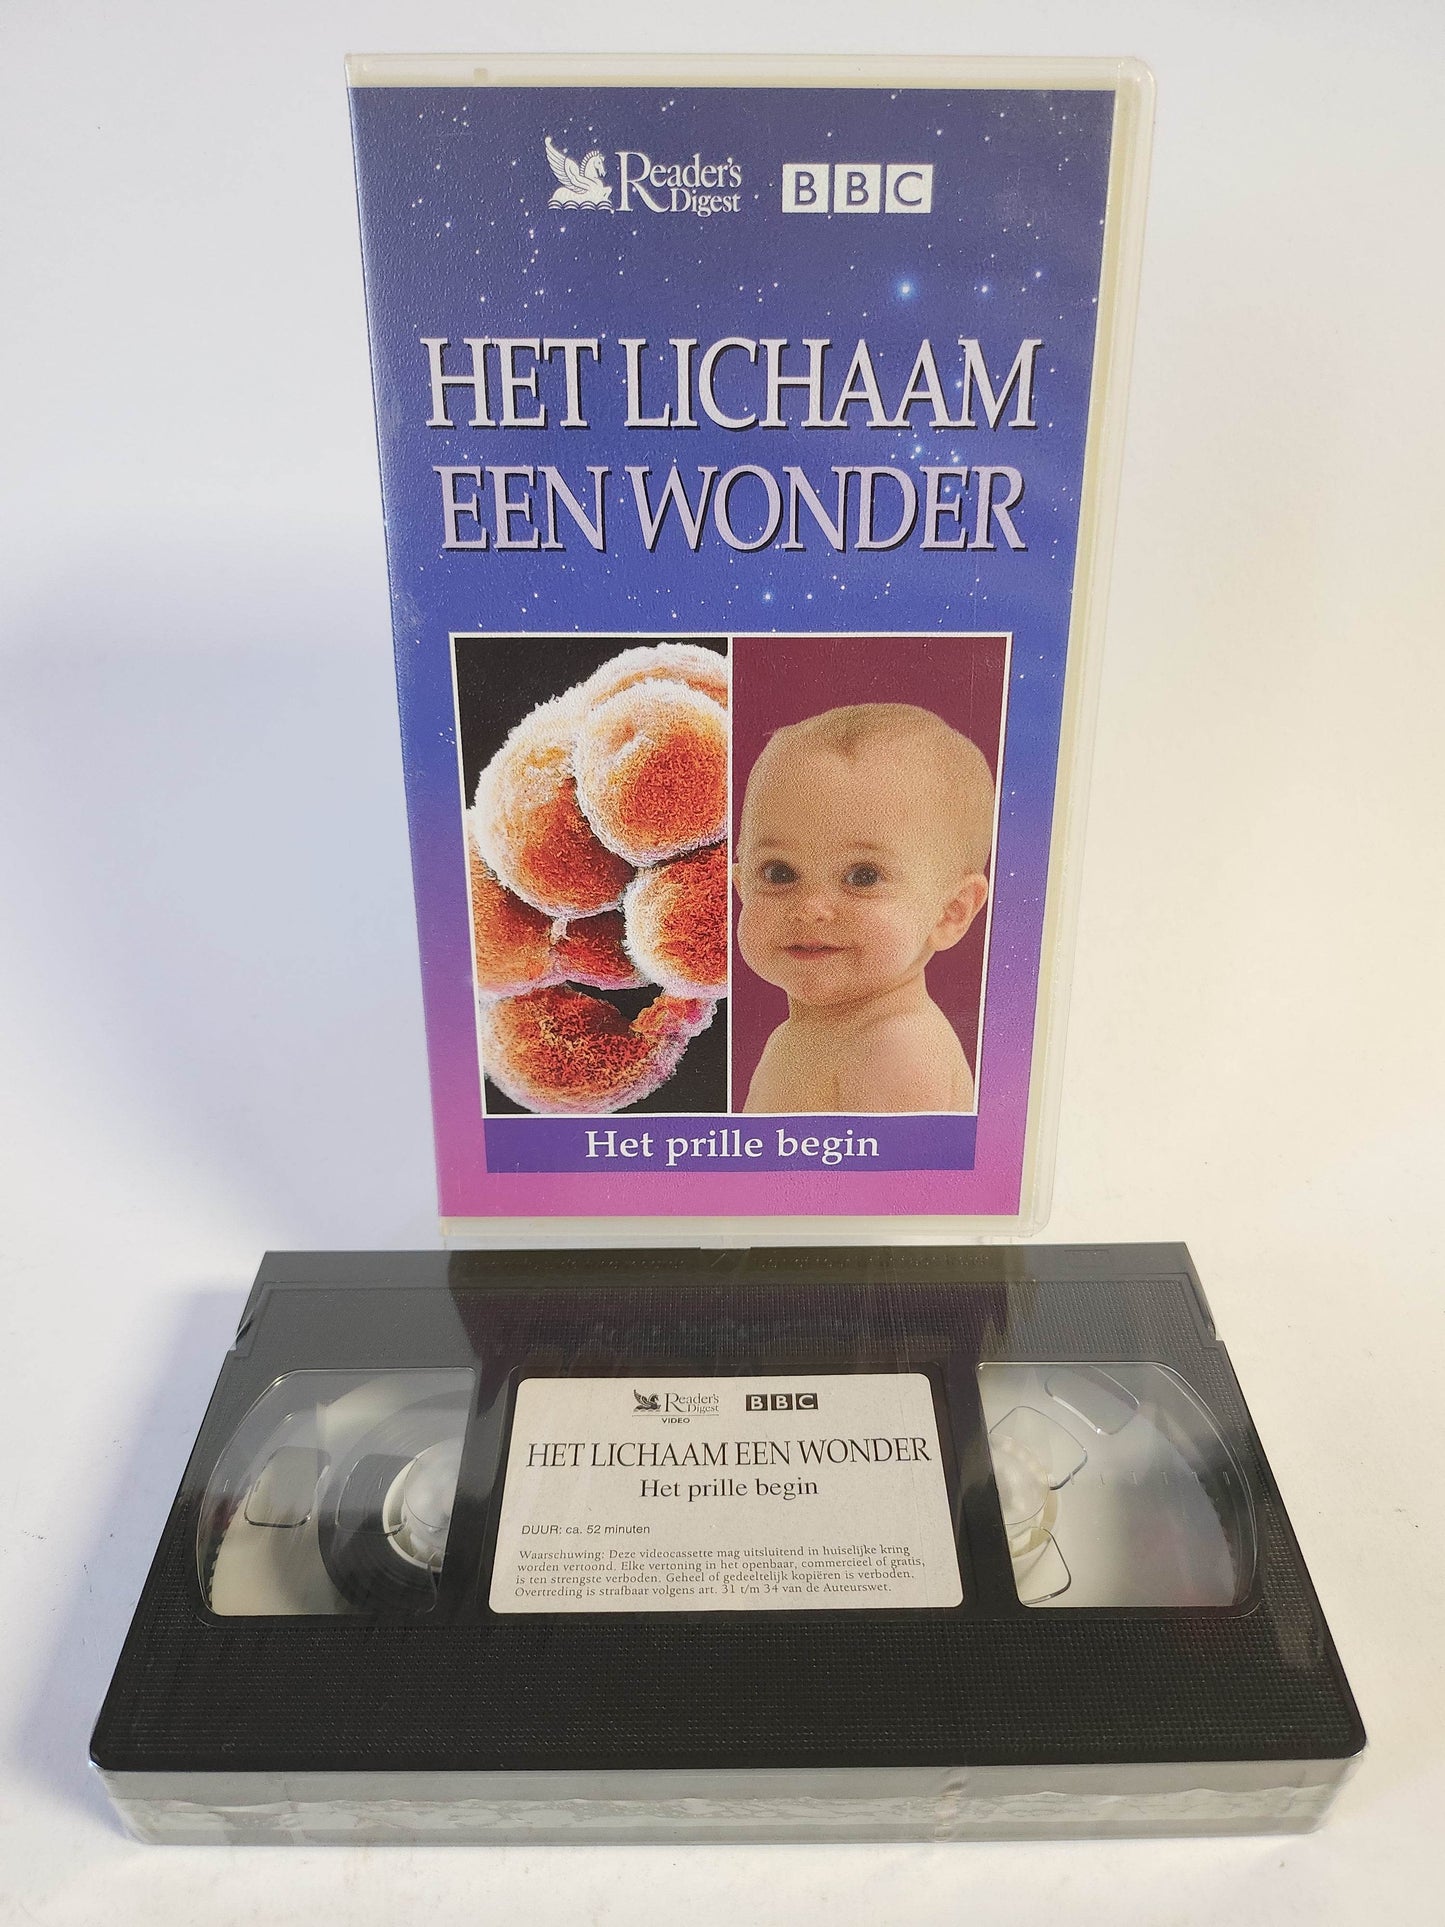 Reader's
Digest
BBC
HET LICHAAM
EEN WONDER
Het prille begin
Reader's
Digest
VIDEO
BBC
HET LICHAAM EEN WONDER
Het prille begin
DUUR: ca. 52 minuten
Waarschuwing: Deze videocassette mag uitsluitend in huiselijke kring
worden vertoond. Elke vertoning in het openbaar, commercieel of gratis,
is ten strengste verboden. Geheel of gedeeltelijk kopiëren is verboden.
Overtreding is strafbaar volgens art. 31 t/m 34 van de Auteurswet.